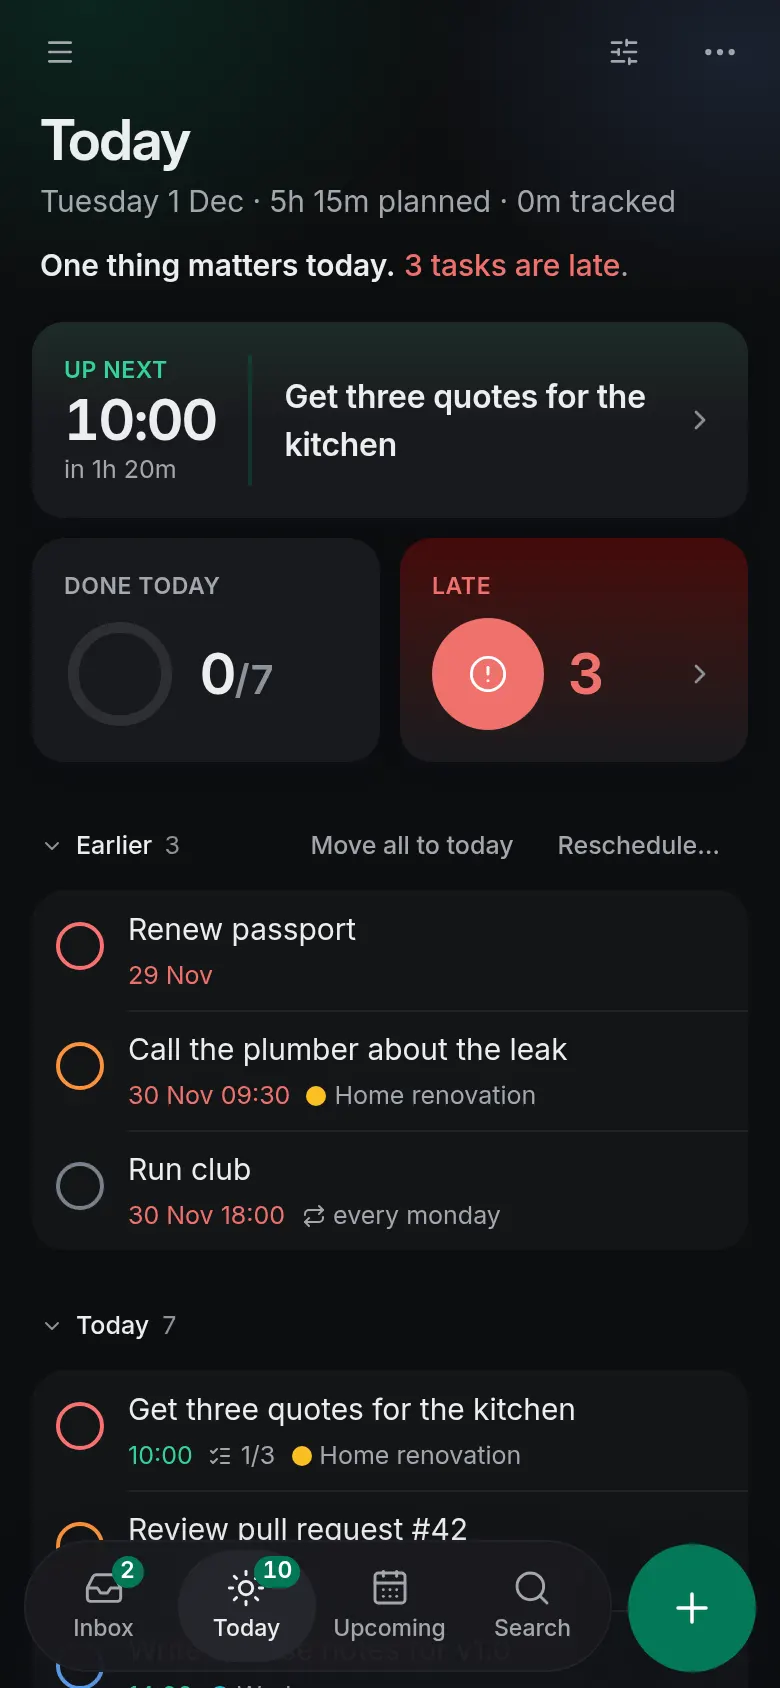 Today
Tuesday 1 Dec · 5h 15m planned · 0m tracked
One thing matters today. 3 tasks are late.
UP NEXT
10:00
in 1h 20m
Get three quotes for the
kitchen
DONE TODAY
0/7
LATE
3
Earlier 3
Move all to today
Reschedule...
Renew passport
29 Nov
Call the plumber about the leak
30 Nov 09:30 Home renovation
Run club
30 Nov 18:00 every monday
Today 7
Get three quotes for the kitchen
10:00 1/3 Home renovation
Review pull request #42
2
10
Inbox
Today
Upcoming
Search